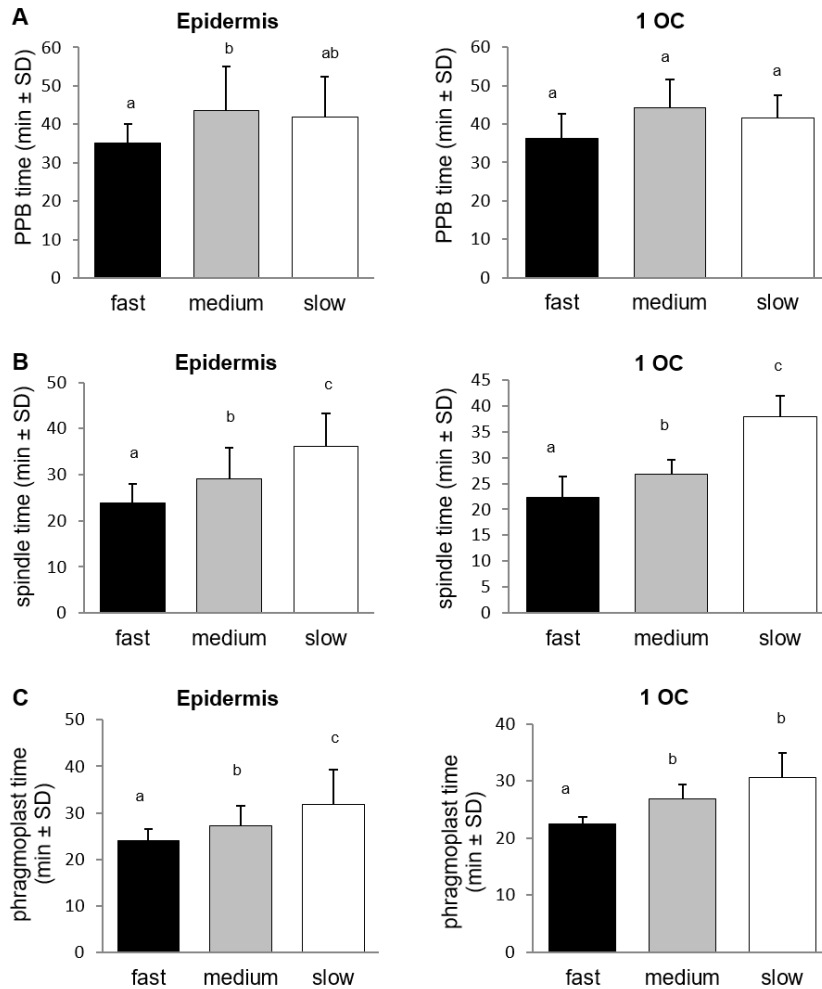 A
Epidermis
1 OC
PPB time (min ± SD)
60
50
40
30
20
10
0
a
b
ab
fast medium slow
PPB time (min ± SD)
60
50
40
30
20
10
0
a
a
a
fast medium slow
B
Epidermis
1 OC
spindle time (min ± SD)
50
40
30
20
10
0
a
b
c
fast medium slow
spindle time (min ± SD)
45
40
35
30
25
20
15
10
5
0
a
b
c
fast medium slow
C
Epidermis
1 OC
phragmoplast time
(min ± SD)
50
40
30
20
10
0
a
b
c
fast medium slow
phragmoplast time
(min ± SD)
40
30
20
10
0
a
b
b
fast medium slow